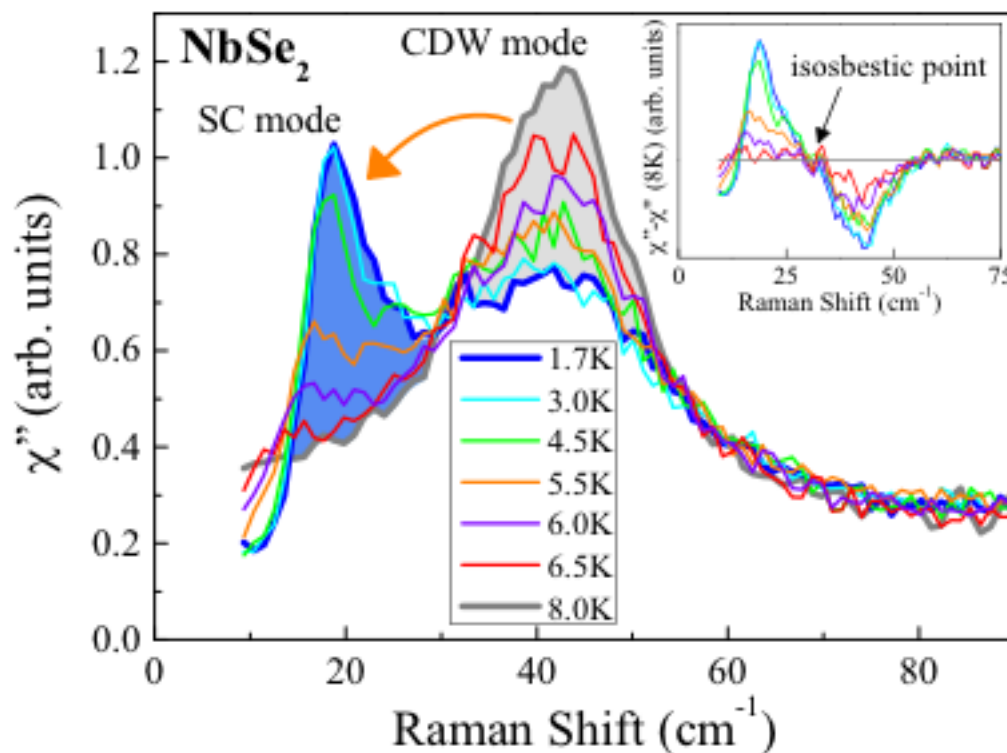 NbSe₂
CDW mode
SC mode
χ’’ (arb. units)
1.2
1.0
0.8
0.6
0.4
0.2
0.0
0
20
40
60
80
Raman Shift (cm⁻¹)
1.7K
3.0K
4.5K
5.5K
6.0K
6.5K
8.0K
isosbestic point
χ’’-χ’’ (8K) (arb. units)
0
25
50
75
Raman Shift (cm⁻¹)